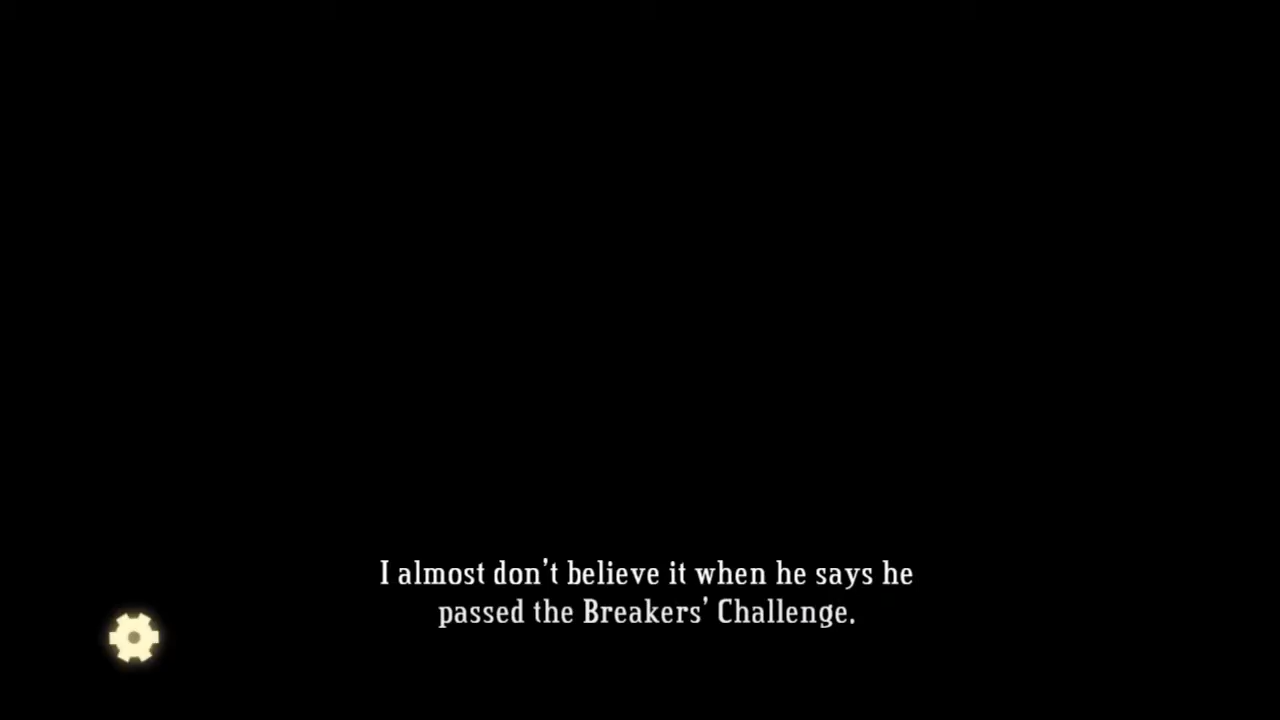 I almost don't believe it when he says he
passed the Breakers' Challenge.